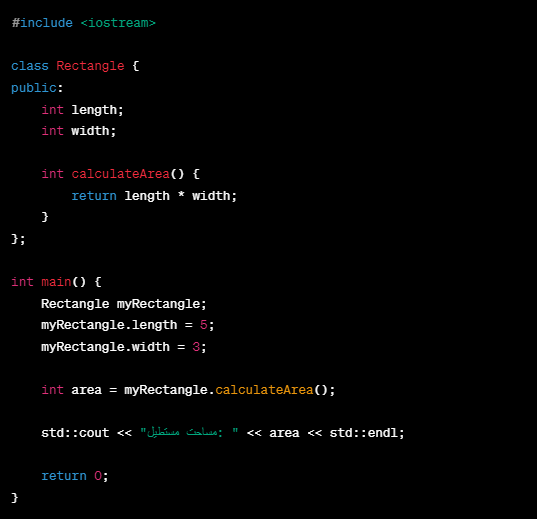 #include <iostream>
class Rectangle {
public:
    int length;
    int width;
    int calculateArea() {
        return length * width;
    }
};
int main() {
    Rectangle myRectangle;
    myRectangle.length = 5;
    myRectangle.width = 3;
    int area = myRectangle.calculateArea();
    std::cout << "مساحت مستطیل: " << area << std::endl;
    return 0;
}